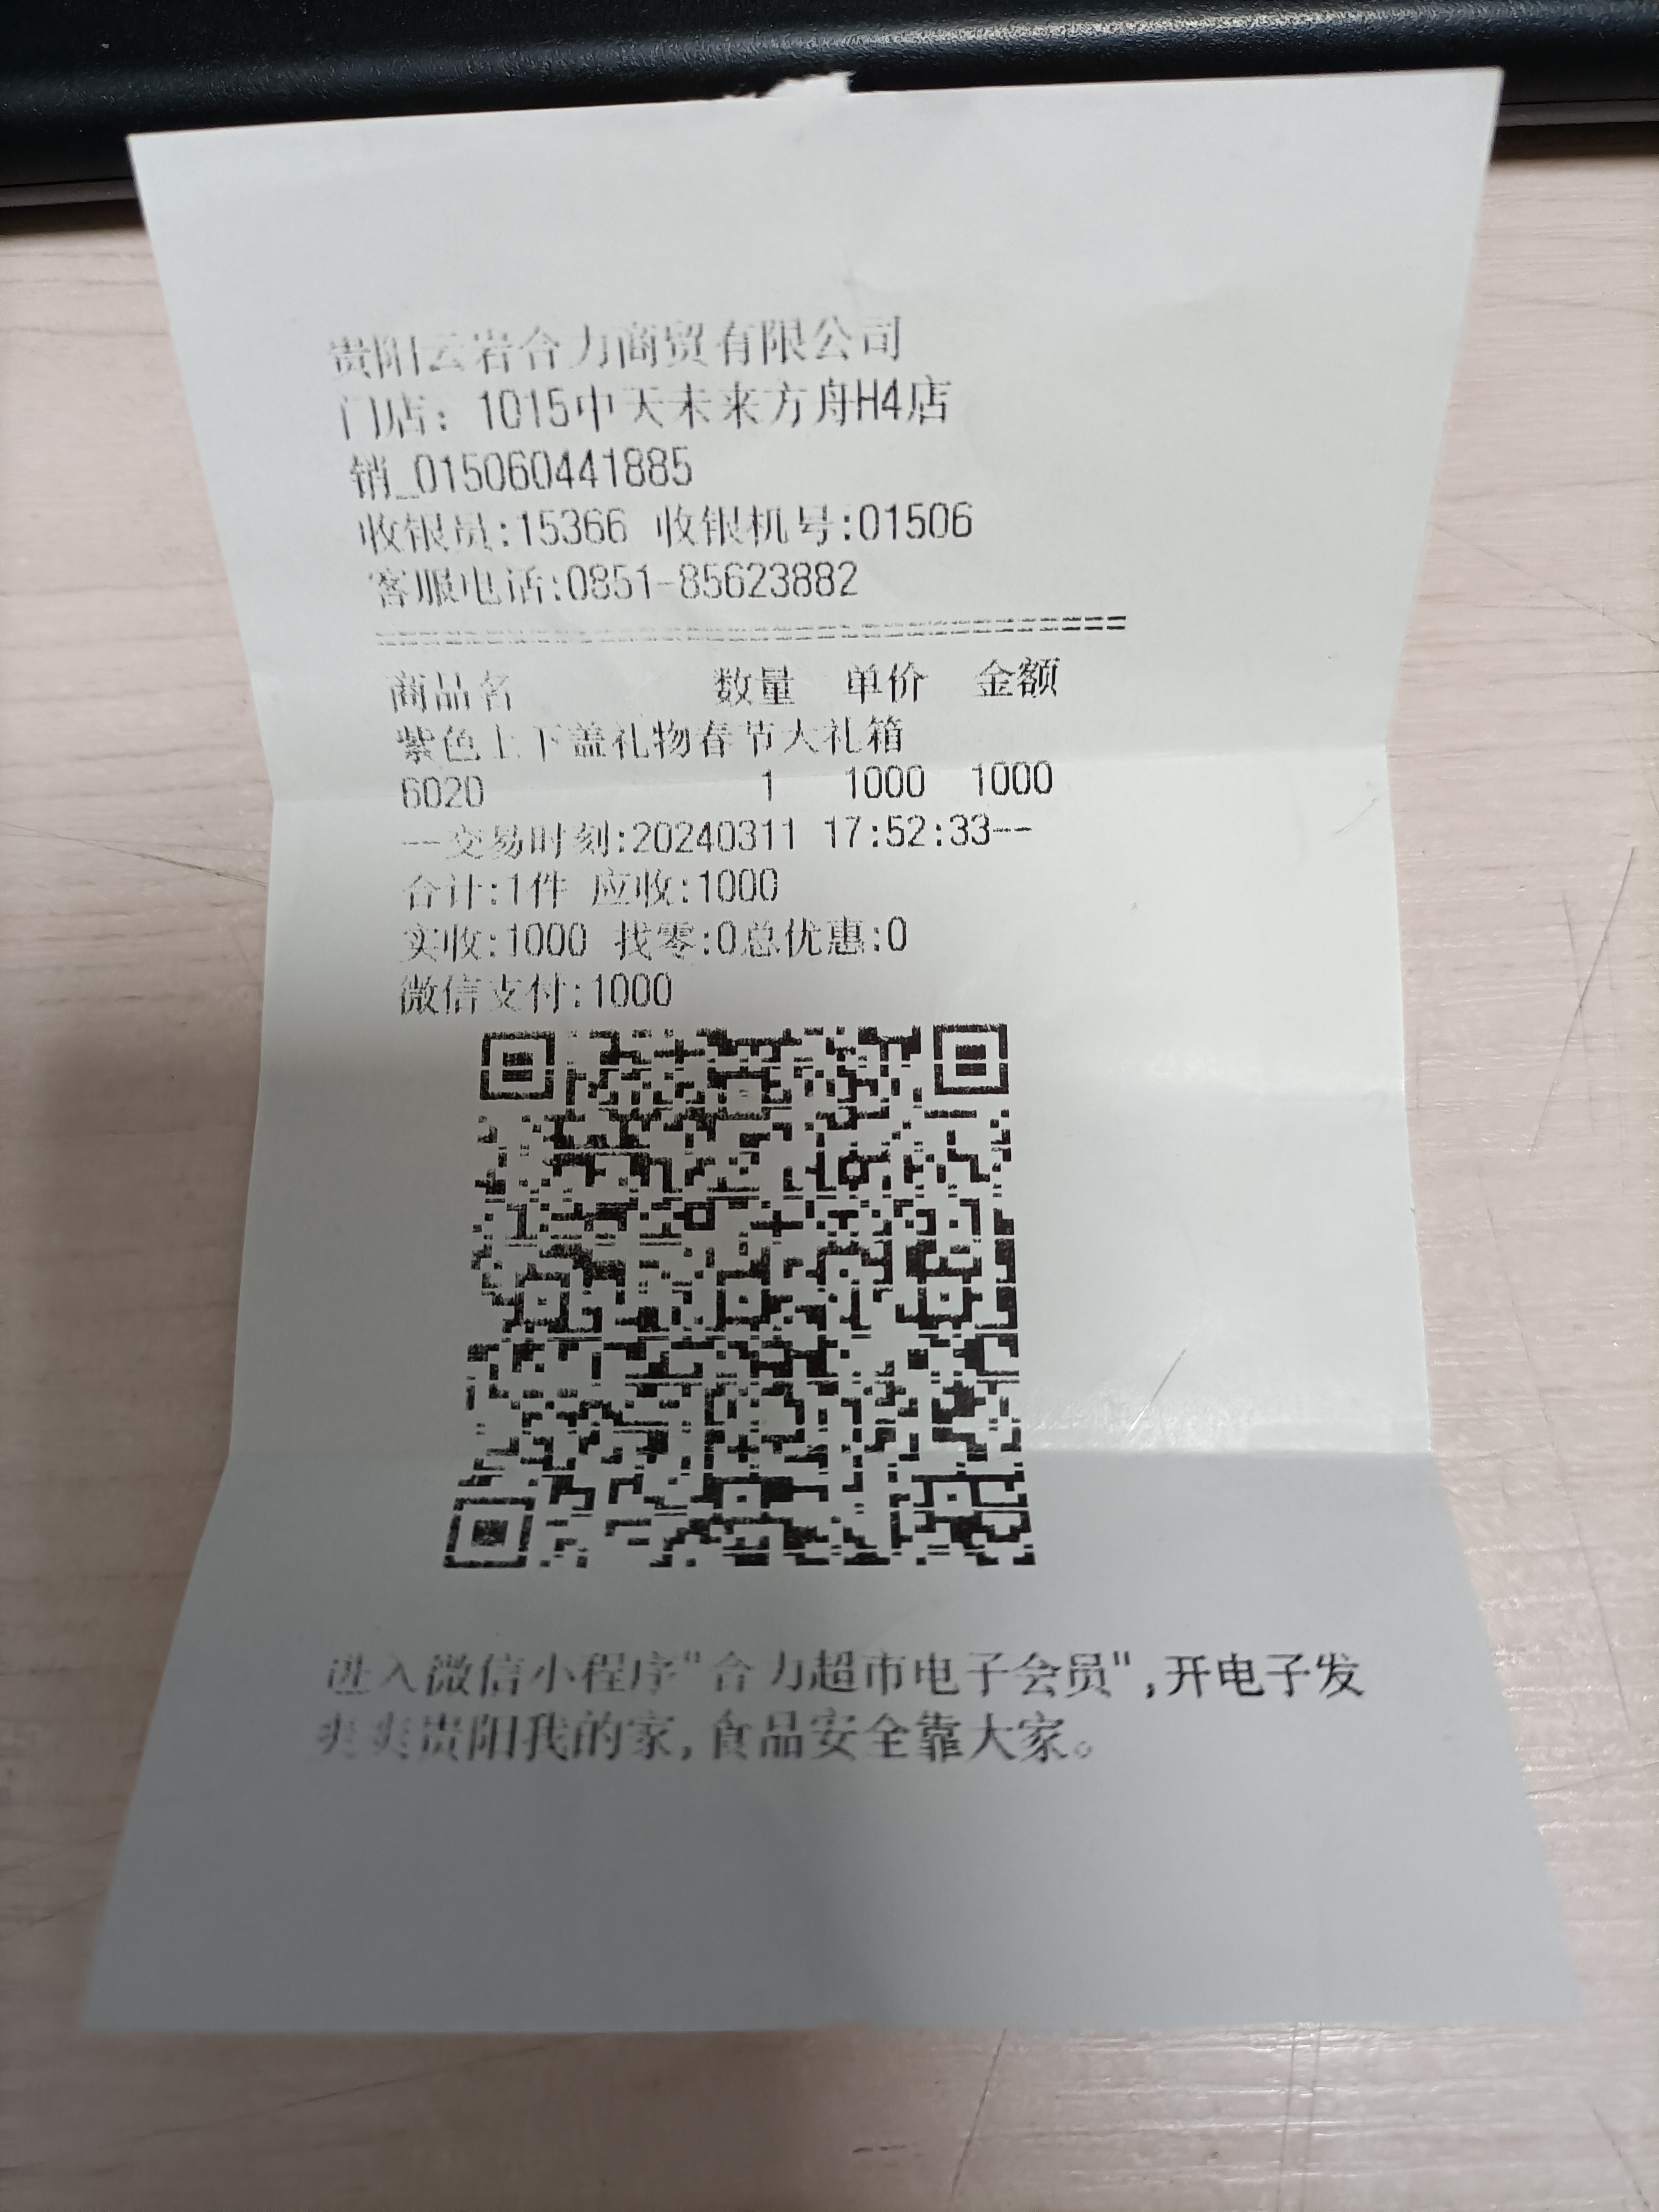 贵阳云岩合力商贸有限公司
门店：1015中天未来方舟H4店
销_015060441885
收银员:15366 收银机号:01506
客服电话:0851-85623882
========================================
商品名 数量 单价 金额
紫色上下盖礼物春节大礼箱
6020 1 1000 1000
--交易时刻:20240311 17:52:33--
合计:1件 应收:1000
实收:1000 找零:0总优惠:0
微信支付:1000
进入微信小程序"合力超市电子会员",开电子发
爽爽贵阳我的家,食品安全靠大家。